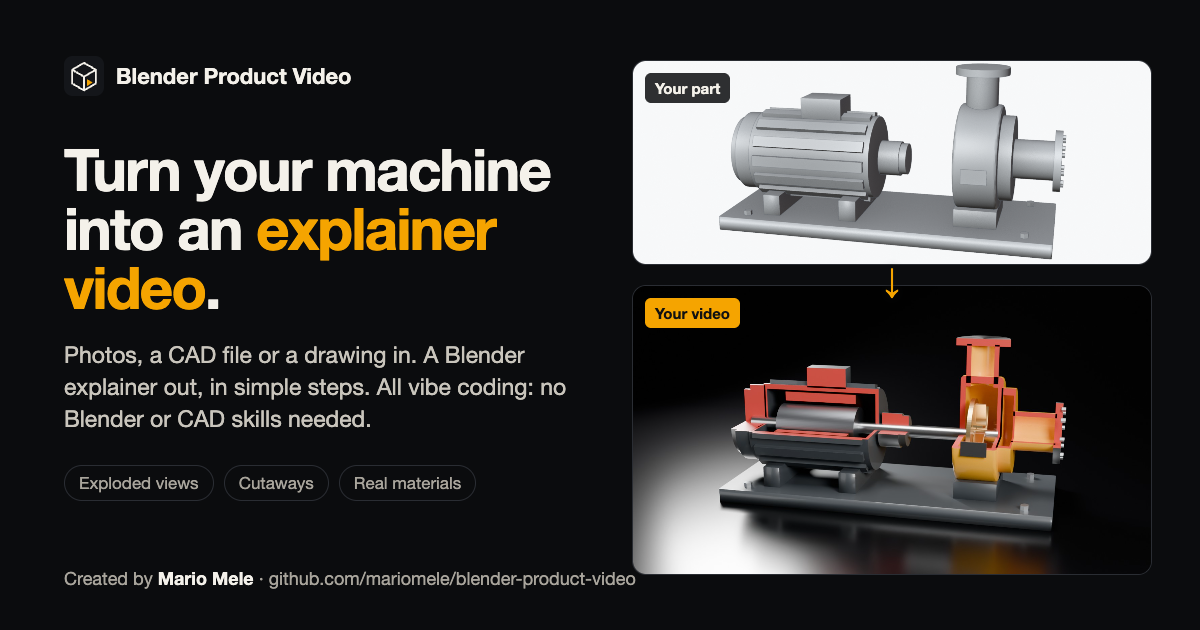 Blender Product Video
Turn your machine
into an explainer
video.
Photos, a CAD file or a drawing in. A Blender
explainer out, in simple steps. All vibe coding: no
Blender or CAD skills needed.
Exploded views
Cutaways
Real materials
Created by Mario Mele · github.com/mariomele/blender-product-video
Your part
Your video